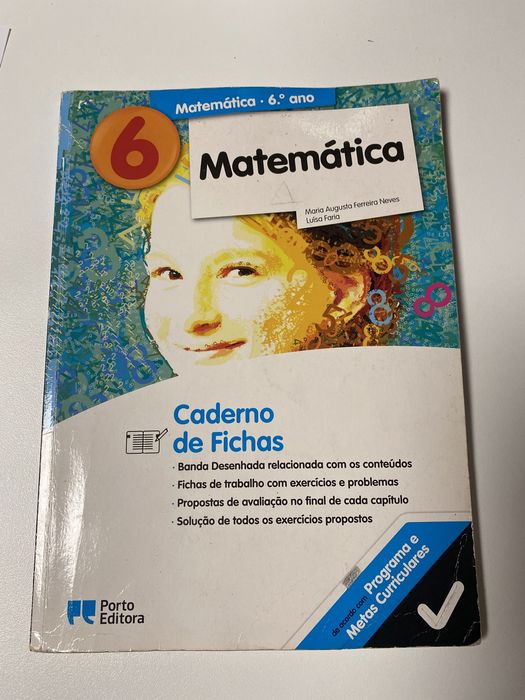 Matemática · 6.º ano
6
Matemática
Maria Augusta Ferreira Neves
Luísa Faria
8
8
Caderno
de Fichas
· Banda Desenhada relacionada com os conteúdos
· Fichas de trabalho com exercícios e problemas
· Propostas de avaliação no final de cada capítulo
· Solução de todos os exercícios propostos
de acordo com Programa e
Metas Curriculares
Porto
Editora